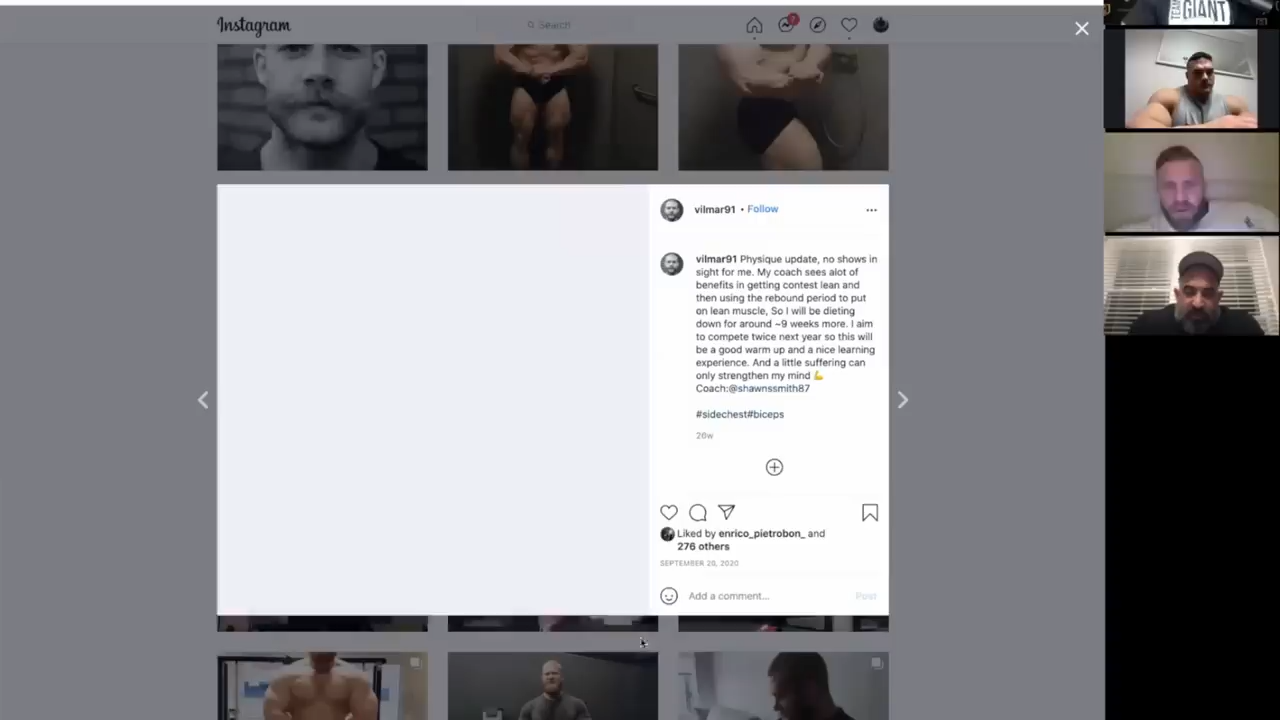 Instagram
Search
7
TEAM GIANT
vilmar91 • Follow
vilmar91 Physique update, no shows in
sight for me. My coach sees alot of
benefits in getting contest lean and
then using the rebound period to put
on lean muscle, So I will be dieting
down for around ~9 weeks more. I aim
to compete twice next year so this will
be a good warm up and a nice learning
experience. And a little suffering can
only strengthen my mind 💪
Coach:@shawnssmith87
#sidechest#biceps
26w
Liked by enrico_pietrobon_ and
276 others
SEPTEMBER 20, 2020
Add a comment...
Post